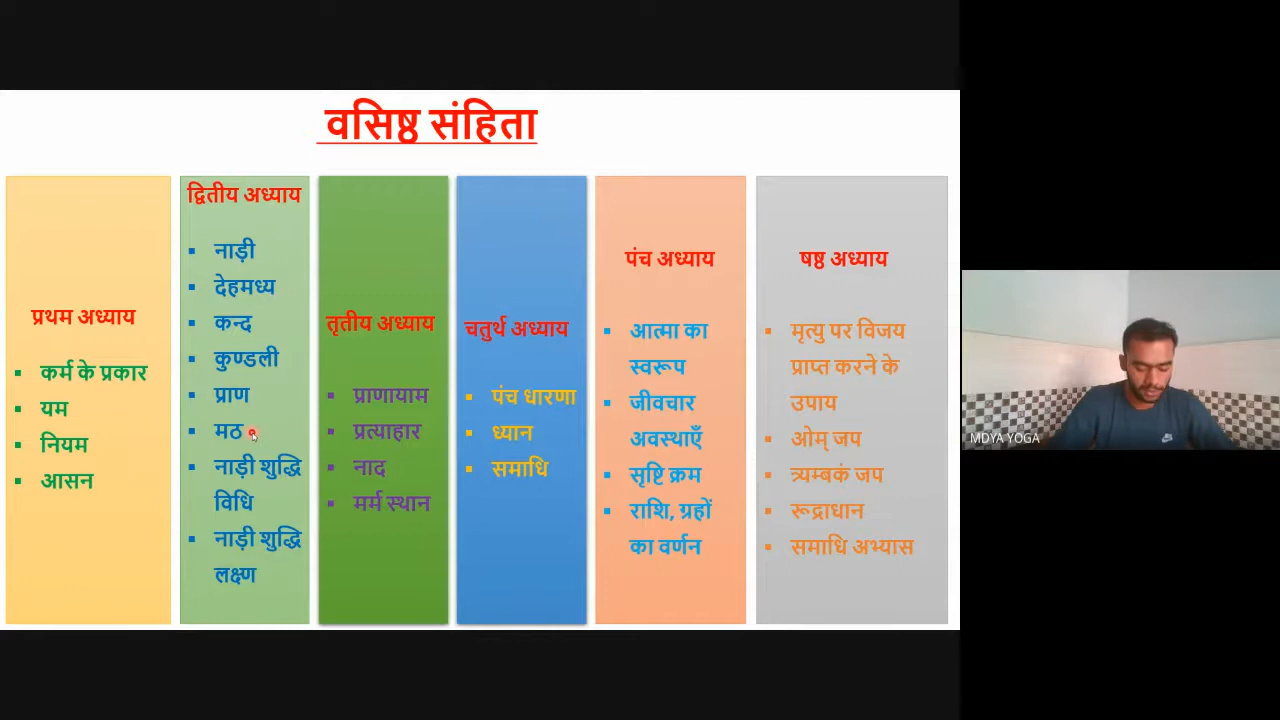 वसिष्ठ संहिता
प्रथम अध्याय
कर्म के प्रकार
यम
नियम
आसन
द्वितीय अध्याय
नाड़ी
देहमध्य
कन्द
कुण्डली
प्राण
मठ
नाड़ी शुद्धि
विधि
नाड़ी शुद्धि
लक्ष्ण
तृतीय अध्याय
प्राणायाम
प्रत्याहार
नाद
मर्म स्थान
चतुर्थ अध्याय
पंच धारणा
ध्यान
समाधि
पंच अध्याय
आत्मा का
स्वरूप
जीवचार
अवस्थाएँ
सृष्टि क्रम
राशि, ग्रहों
का वर्णन
षष्ठ अध्याय
मृत्यु पर विजय
प्राप्त करने के
उपाय
ओम् जप
त्र्यम्बकं जप
रूद्राधान
समाधि अभ्यास
MDYA YOGA